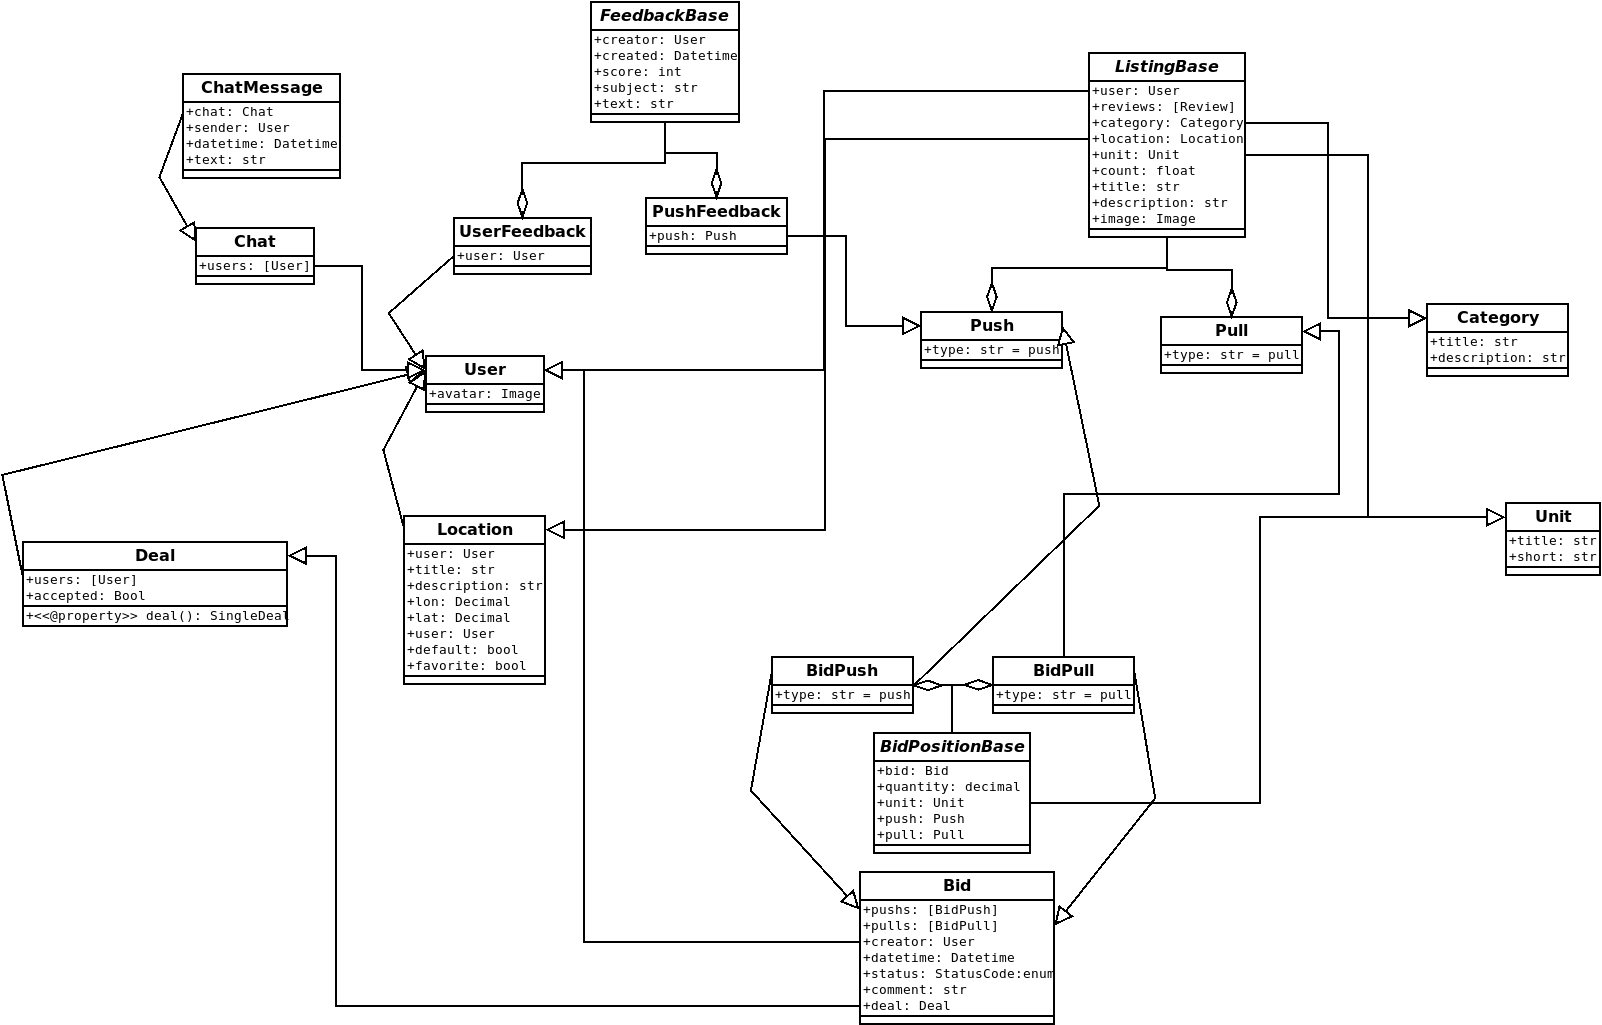 FeedbackBase
+creator: User
+created: Datetime
+score: int
+subject: str
+text: str
ListingBase
+user: User
+reviews: [Review]
+category: Category
+location: Location
+unit: Unit
+count: float
+title: str
+description: str
+image: Image
ChatMessage
+chat: Chat
+sender: User
+datetime: Datetime
+text: str
Chat
+users: [User]
UserFeedback
+user: User
PushFeedback
+push: Push
Push
+type: str = push
Pull
+type: str = pull
Category
+title: str
+description: str
User
+avatar: Image
Unit
+title: str
+short: str
Location
+user: User
+title: str
+description: str
+lon: Decimal
+lat: Decimal
+user: User
+default: bool
+favorite: bool
Deal
+users: [User]
+accepted: Bool
+<<@property>> deal(): SingleDeal
BidPush
+type: str = push
BidPull
+type: str = pull
BidPositionBase
+bid: Bid
+quantity: decimal
+unit: Unit
+push: Push
+pull: Pull
Bid
+pushs: [BidPush]
+pulls: [BidPull]
+creator: User
+datetime: Datetime
+status: StatusCode:enum
+comment: str
+deal: Deal